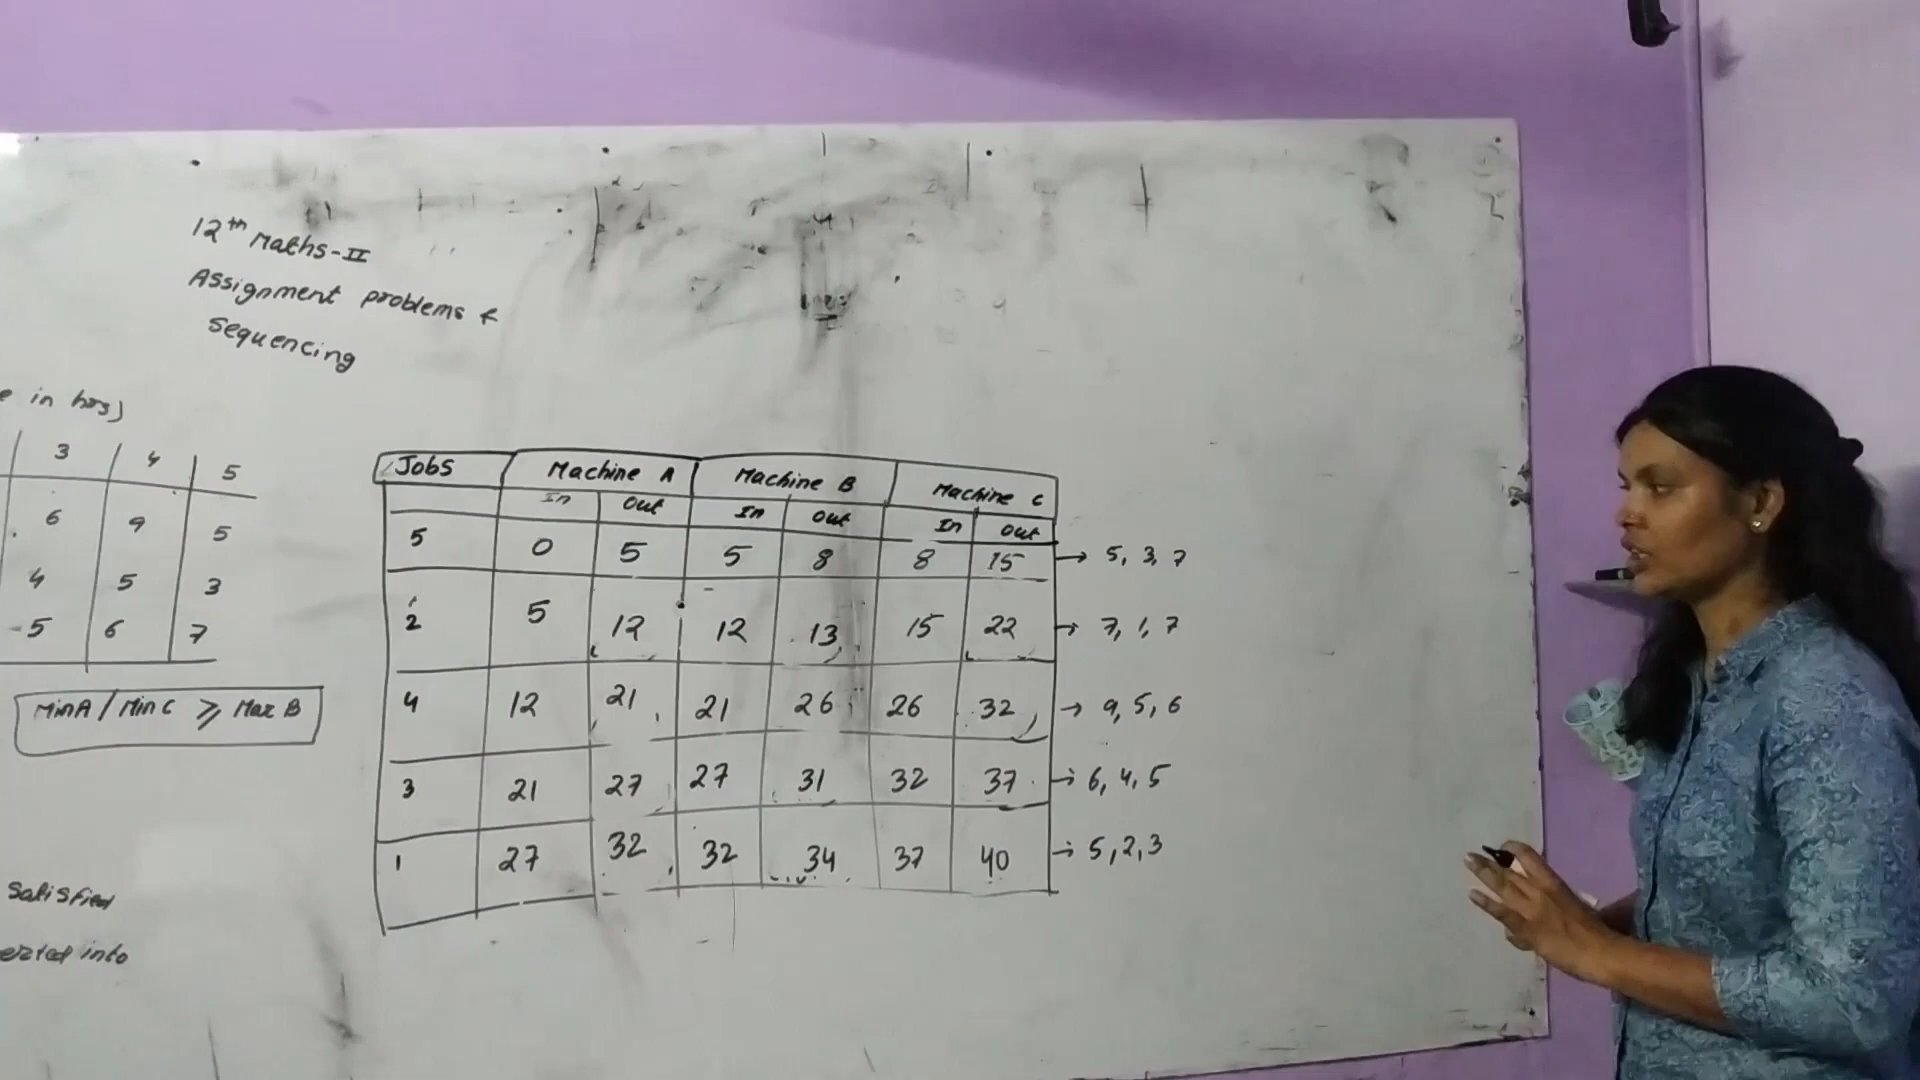 12th Maths-II
Assignment problems &
Sequencing
e in hrs)
3 4 5
6 9 5
4 5 3
5 6 7
Min A / Min C ⩾ Max B
satisfied
erted into
Jobs Machine A Machine B Machine C
In Out In Out In Out
5 0 5 5 8 8 15 → 5, 3, 7
2 5 12 12 13 15 22 → 7, 1, 7
4 12 21 21 26 26 32 → 9, 5, 6
3 21 27 27 31 32 37 → 6, 4, 5
1 27 32 32 34 37 40 → 5, 2, 3